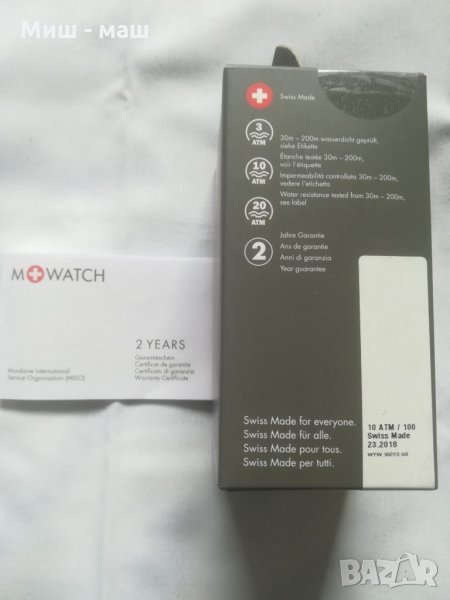 Миш - маш
Swiss Made
3
ATM
30m – 200m wasserdicht geprüft,
siehe Etikette
Étanche testée 30m – 200m,
voir l'étiquette
10
ATM
Impermeabilità controllata 30m – 200m,
vedere l'etichetta
20
ATM
Water resistance tested from 30m – 200m,
see label
2
Jahre Garantie
Ans de garantie
Anni di garanzia
Year guarantee
M WATCH
2 YEARS
Garantieschein
Certificat de garantie
Certificato di garanzia
Warranty Certificate
Mondaine International
Service Organisation (MISO)
Swiss Made for everyone.
Swiss Made für alle.
Swiss Made pour tous.
Swiss Made per tutti.
10 ATM / 100
Swiss Made
23.2018
BAZAR